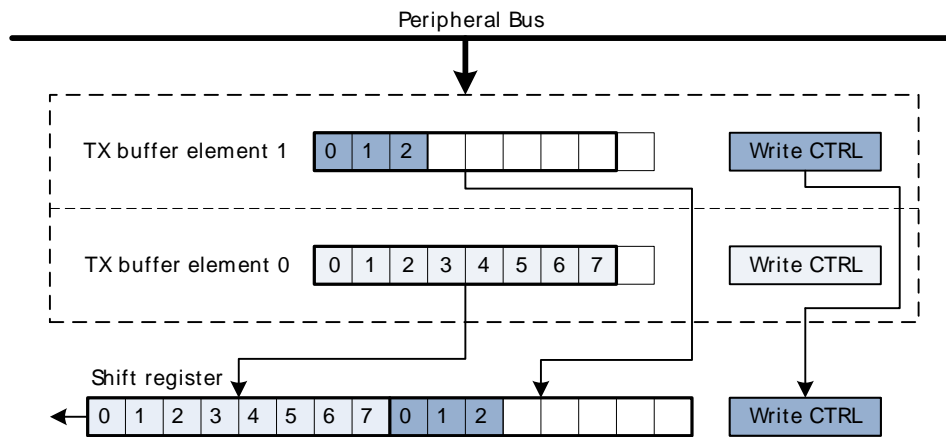 Peripheral Bus
TX buffer element 1
0 1 2
Write CTRL
TX buffer element 0
0 1 2 3 4 5 6 7
Write CTRL
Shift register
0 1 2 3 4 5 6 7 0 1 2
Write CTRL